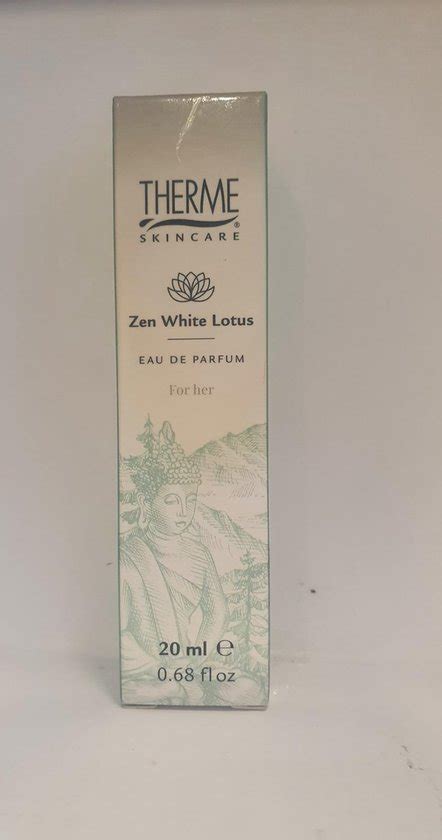 THERME
®
SKINCARE
Zen White Lotus
EAU DE PARFUM
For her
20 ml ℮
0.68 fl oz